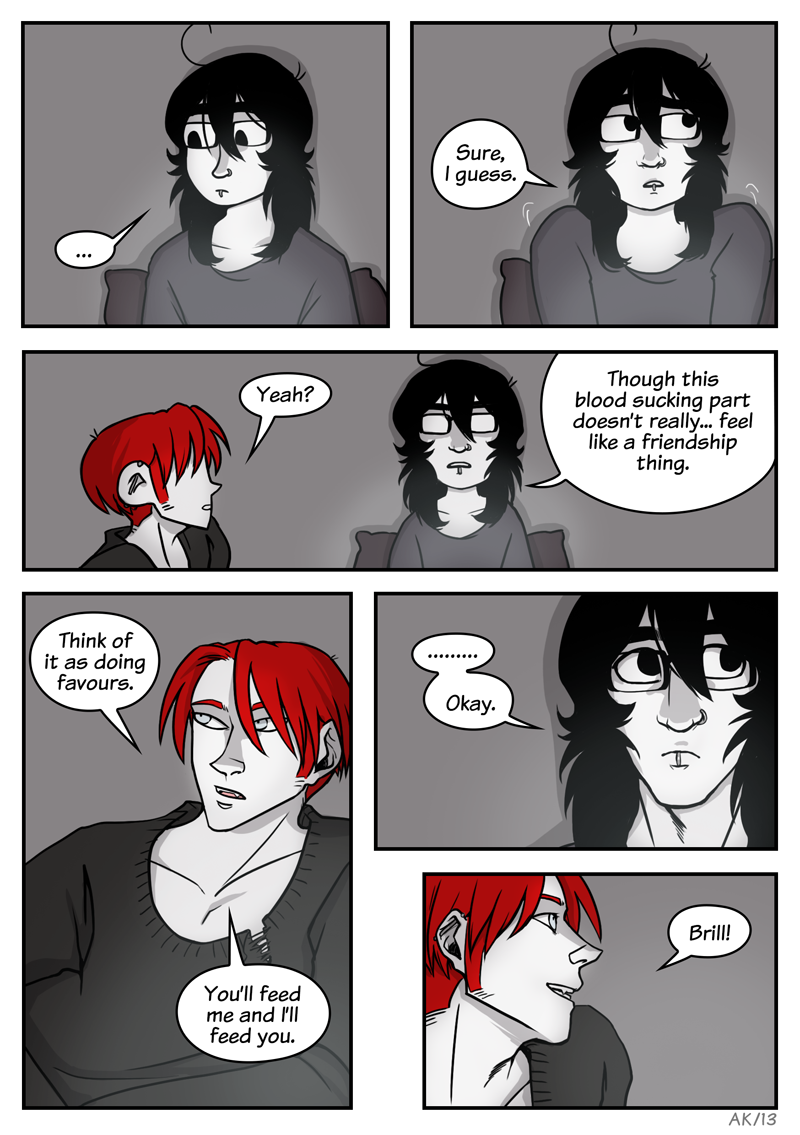 ...
Sure,
I guess.
Yeah?
Though this
blood sucking part
doesn't really... feel
like a friendship
thing.
Think of
it as doing
favours.
You'll feed
me and I'll
feed you.
.........
Okay.
Brill!
AK/13